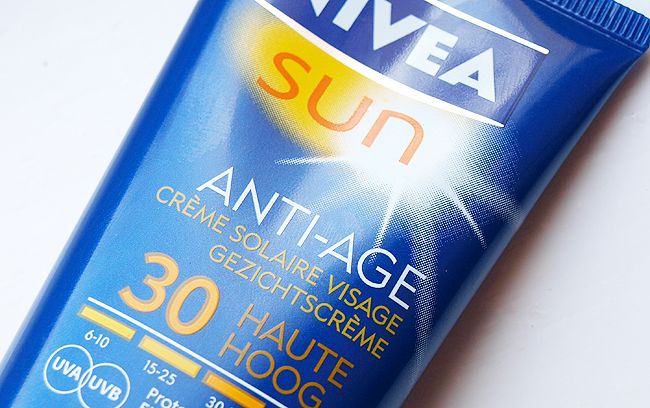 NIVEA
sun
ANTI-AGE
CRÈME SOLAIRE VISAGE
GEZICHTSCRÈME
30 HAUTE
HOOG
6-10 15-25 30
UVA UVB